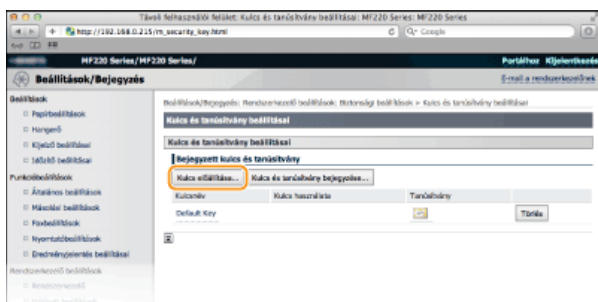 Távoli felhasználói felület: Kulcs és tanúsítvány beállításai: MF220 Series: MF220 Series
http://192.168.0.215/m_security_key.html
Google
MF220 Series/MF220 Series/
Portálhoz Kijelentkezés
Beállítások/Bejegyzés
E-mail a rendszerkezelőnek
Beállítások
Papírbeállítások
Hangerő
Kijelző beállításai
Időzítő beállításai
Funkcióbeállítások
Általános beállítások
Másolási beállítások
Faxbeállítások
Nyomtatóbeállítások
Eredményjelentés beállításai
Rendszerkezelő beállítások
Rendszerkezelő
Beállítások/Bejegyzés: Rendszerkezelő beállítások: Biztonsági beállítások > Kulcs és tanúsítvány beállításai
Kulcs és tanúsítvány beállításai
Kulcs és tanúsítvány beállításai
Bejegyzett kulcs és tanúsítvány
Kulcs előállítása... Kulcs és tanúsítvány bejegyzése...
Kulcsnév Kulcs használata Tanúsítvány
Default Key Törlés